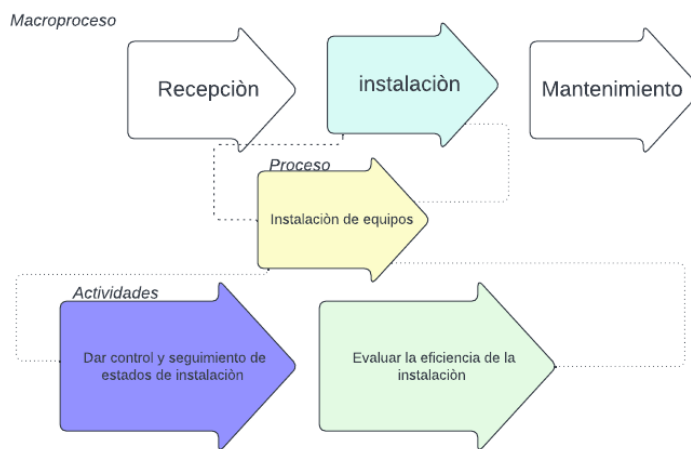 Macroproceso
Recepciòn
instalaciòn
Mantenimiento
Proceso
Instalaciòn de equipos
Actividades
Dar control y seguimiento de
estados de instalaciòn
Evaluar la eficiencia de la
instalaciòn